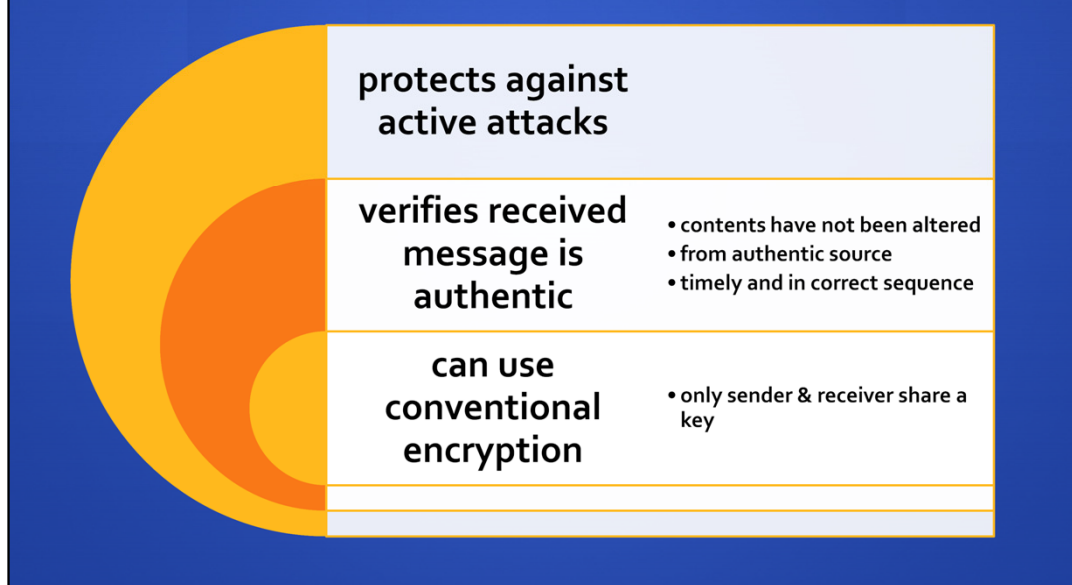 protects against
active attacks
verifies received
message is
authentic
• contents have not been altered
• from authentic source
• timely and in correct sequence
can use
conventional
encryption
• only sender & receiver share a
key